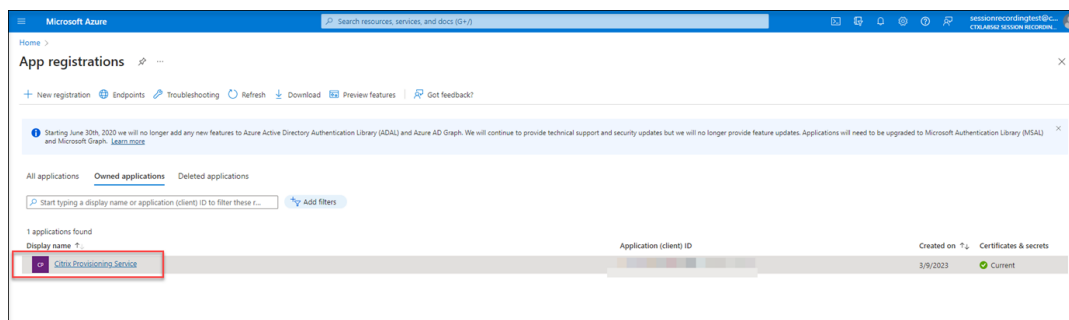 Microsoft Azure
Search resources, services, and docs (G+/)
sessionrecordingtest@c...
CTXLABS62 SESSION RECORDIN...
Home >
App registrations
New registration Endpoints Troubleshooting Refresh Download Preview features Got feedback?
Starting June 30th, 2020 we will no longer add any new features to Azure Active Directory Authentication Library (ADAL) and Azure AD Graph. We will continue to provide technical support and security updates but we will no longer provide feature updates. Applications will need to be upgraded to Microsoft Authentication Library (MSAL)
and Microsoft Graph. Learn more
All applications Owned applications Deleted applications
Start typing a display name or application (client) ID to filter these r... Add filters
1 applications found
Display name Application (client) ID Created on Certificates & secrets
CP Citrix Provisioning Service 3/9/2023 Current